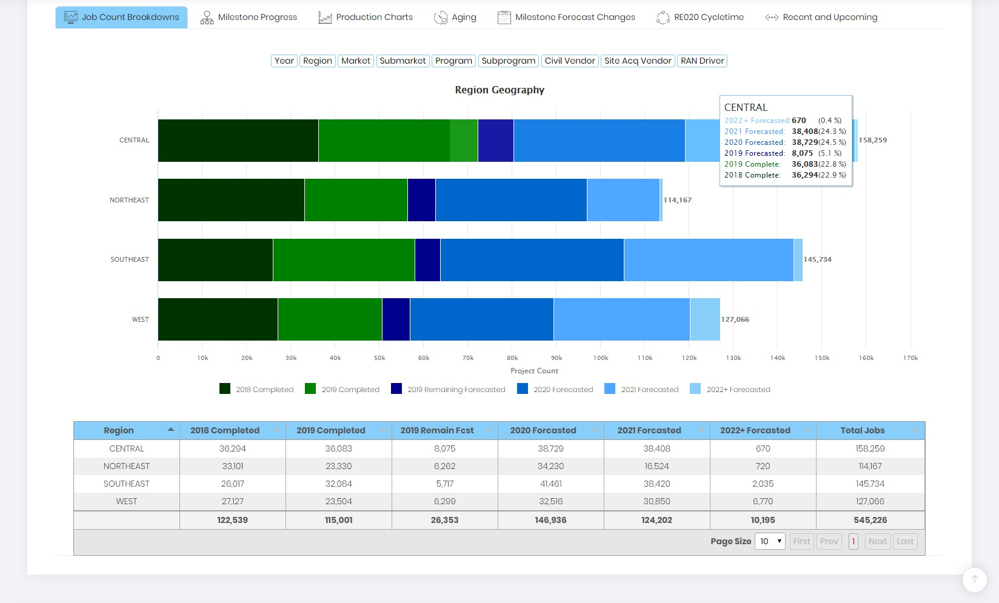 Job Count Breakdowns Milestone Progress Production Charts Aging Milestone Forecast Changes RE020 Cycletime Recent and Upcoming
Year Region Market Submarket Program Subprogram Civil Vendor Site Acq Vendor RAN Driver
Region Geography
CENTRAL
2022+ Forecasted: 670 (0.4 %)
2021 Forecasted: 38,408(24.3 %)
2020 Forecasted: 38,729(24.5 %)
2019 Forecasted: 8,075 (5.1 %)
2019 Complete: 36,083(22.8 %)
2018 Complete: 36,294(22.9 %)
CENTRAL 158,259
NORTHEAST 114,167
SOUTHEAST 145,734
WEST 127,066
0 10k 20k 30k 40k 50k 60k 70k 80k 90k 100k 110k 120k 130k 140k 150k 160k 170k
Project Count
2018 Completed 2019 Completed 2019 Remaining Forecasted 2020 Forecasted 2021 Forecasted 2022+ Forecasted
Region 2018 Completed 2019 Completed 2019 Remain Fcst 2020 Forcasted 2021 Forcasted 2022+ Forcasted Total Jobs
CENTRAL 36,294 36,083 8,075 38,729 38,408 670 158,259
NORTHEAST 33,101 23,330 6,262 34,230 16,524 720 114,167
SOUTHEAST 26,017 32,084 5,717 41,461 38,420 2,035 145,734
WEST 27,127 23,504 6,299 32,516 30,850 6,770 127,066
122,539 115,001 26,353 146,936 124,202 10,195 545,226
Page Size 10 First Prev 1 Next Last